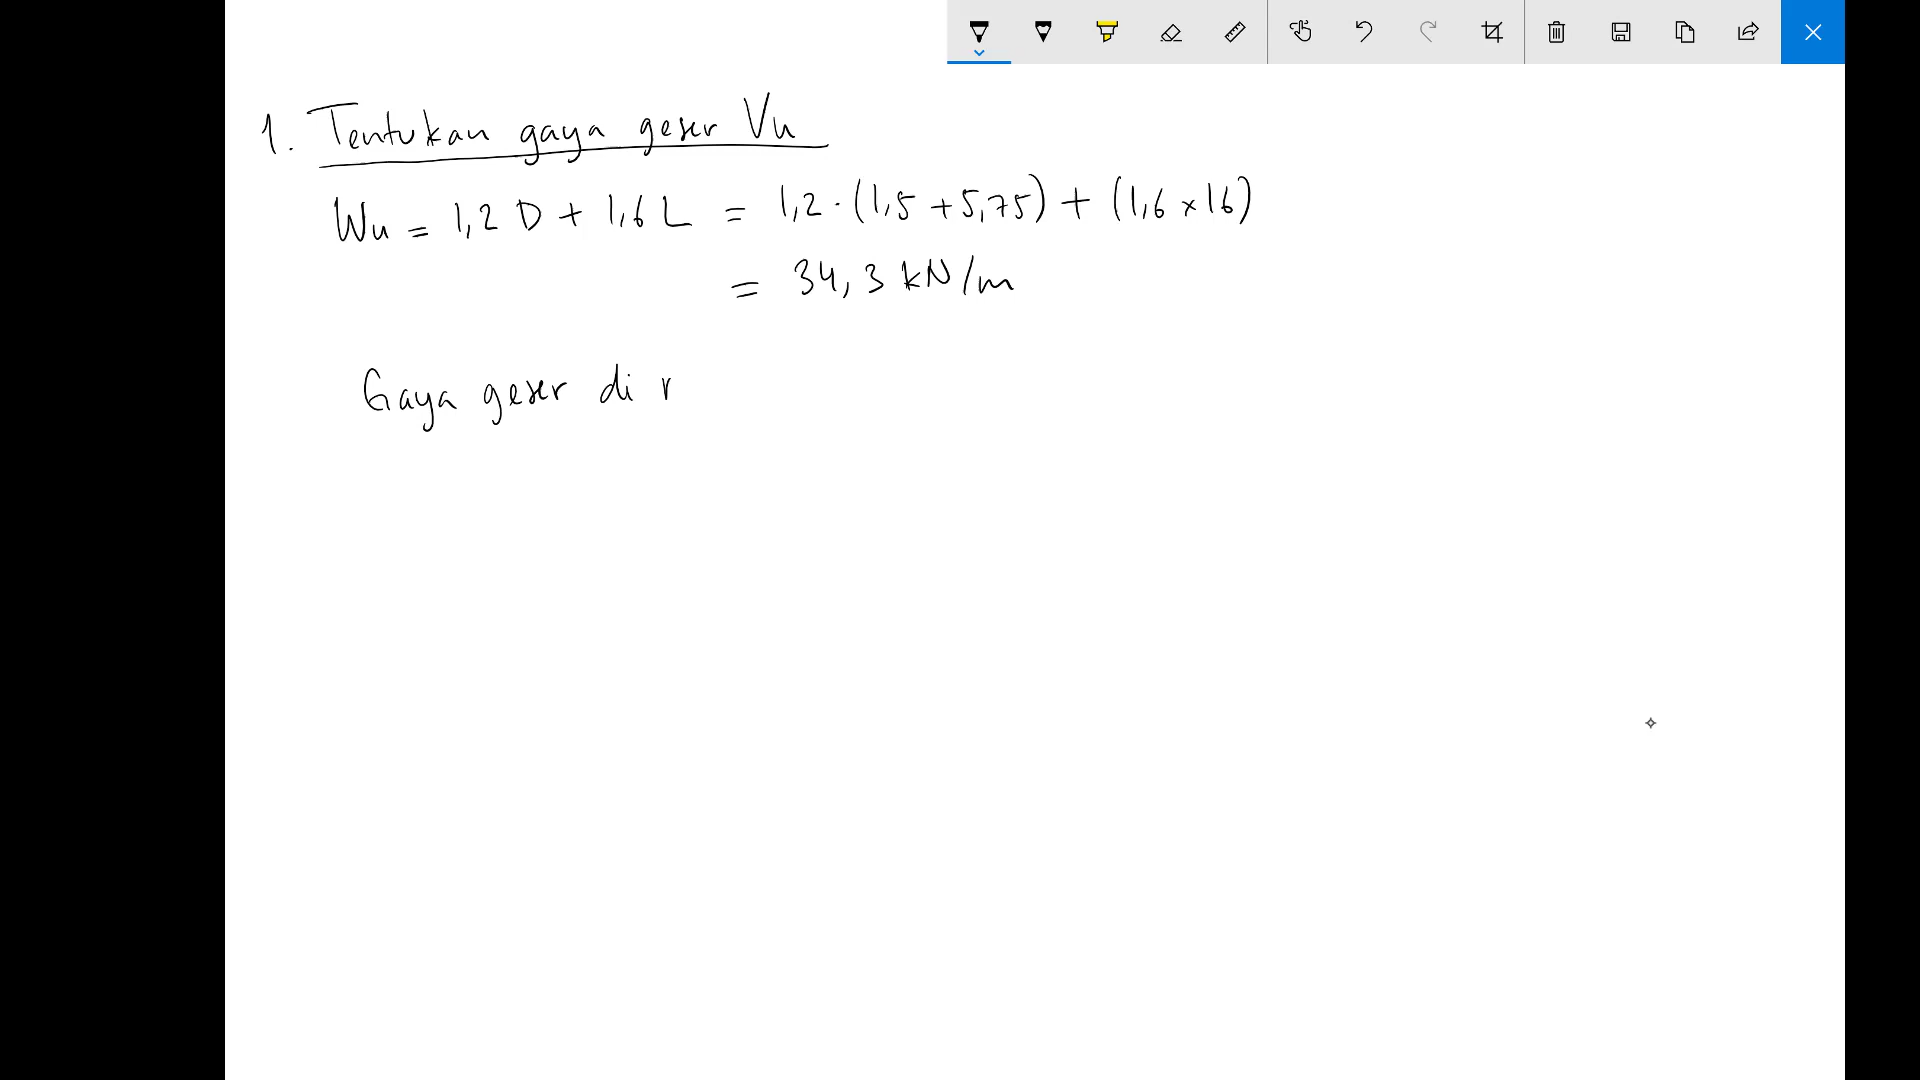 1. Tentukan gaya geser Vu
Wu = 1,2 D + 1,6 L = 1,2 · (1,5 + 5,75) + (1,6 × 16)
= 34,3 kN/m
Gaya geser di r